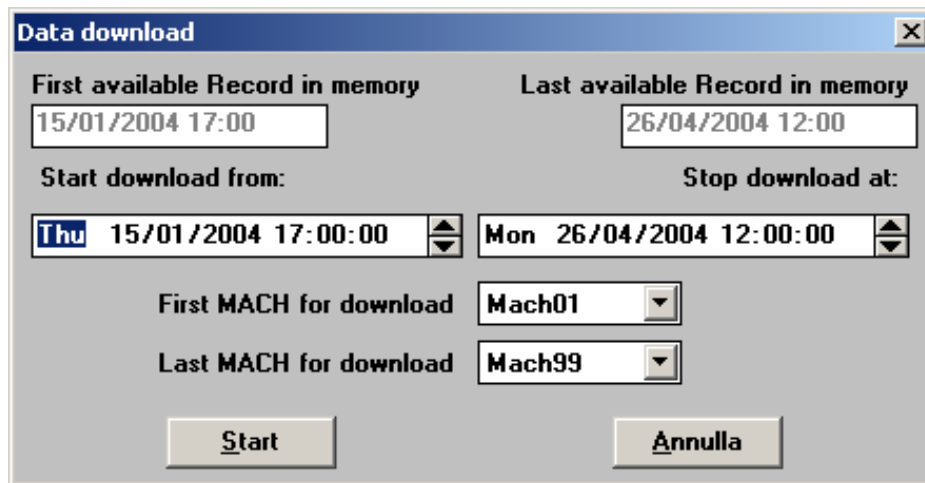 Data download
First available Record in memory Last available Record in memory
15/01/2004 17:00 26/04/2004 12:00
Start download from: Stop download at:
Thu 15/01/2004 17:00:00 Mon 26/04/2004 12:00:00
First MACH for download Mach01
Last MACH for download Mach99
Start Annulla